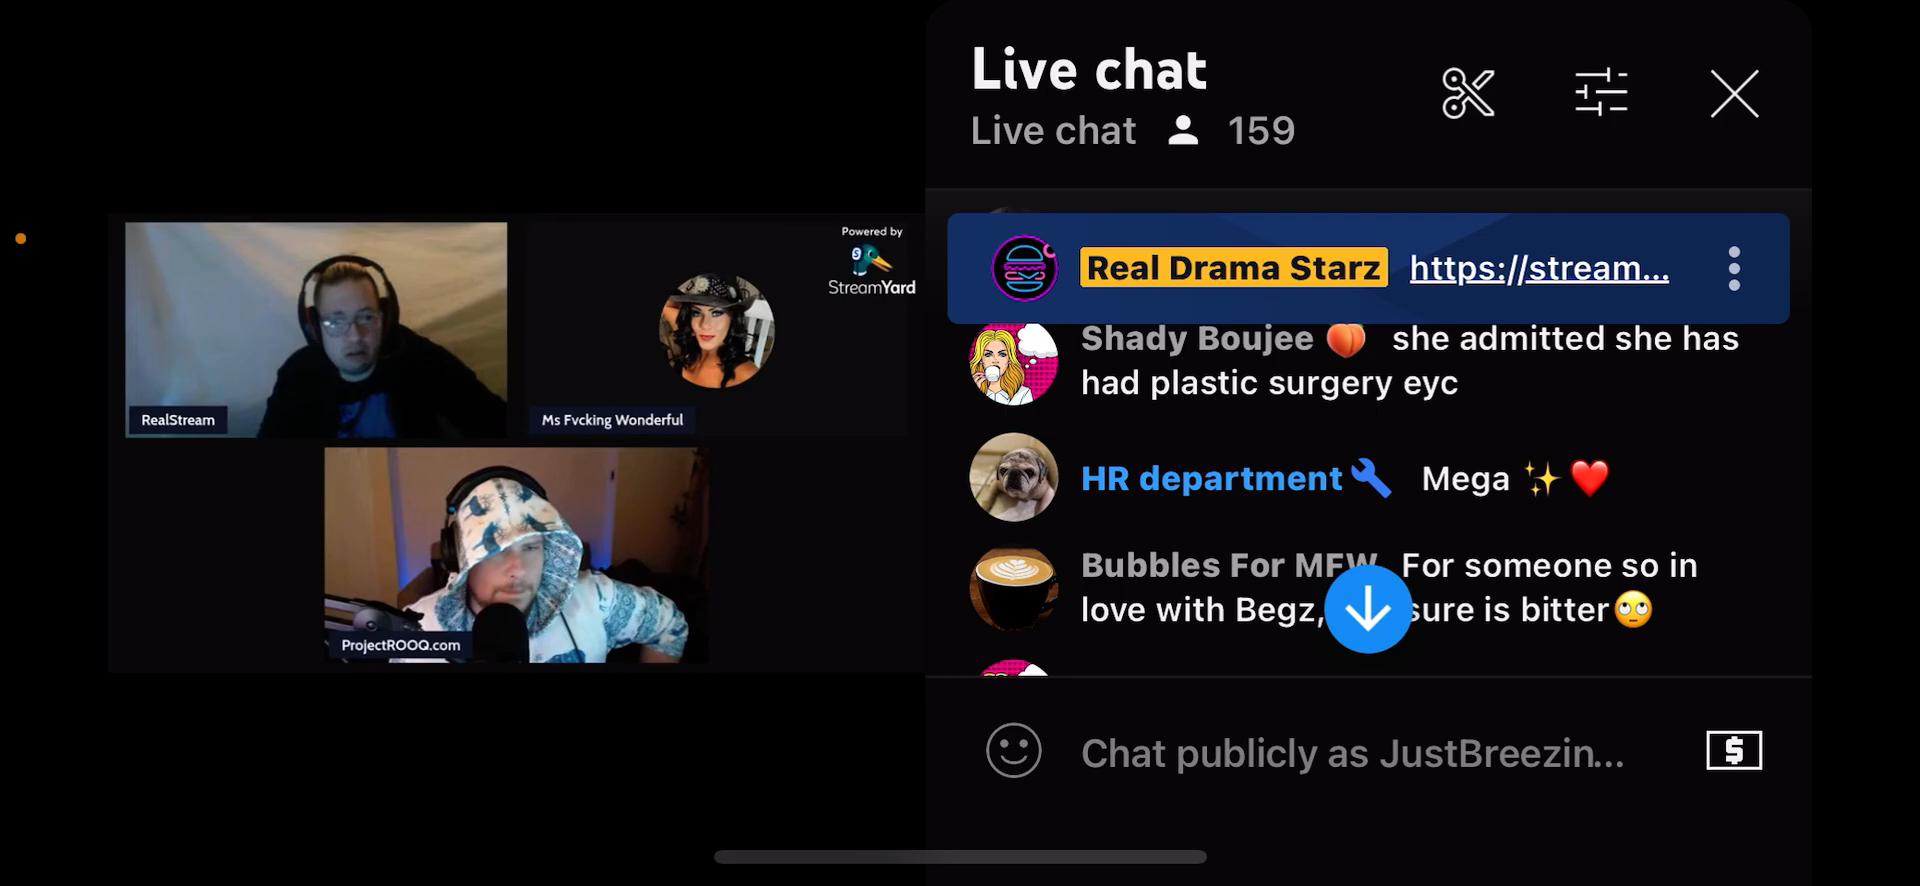 Live chat
Live chat 159
Powered by
StreamYard
RealStream
Ms Fvcking Wonderful
ProjectROOQ.com
Real Drama Starz https://stream...
Shady Boujee 🍑 she admitted she has
had plastic surgery eyc
HR department Mega ✨❤️
Bubbles For MFW For someone so in
love with Begz, sure is bitter🙄
Chat publicly as JustBreezin...